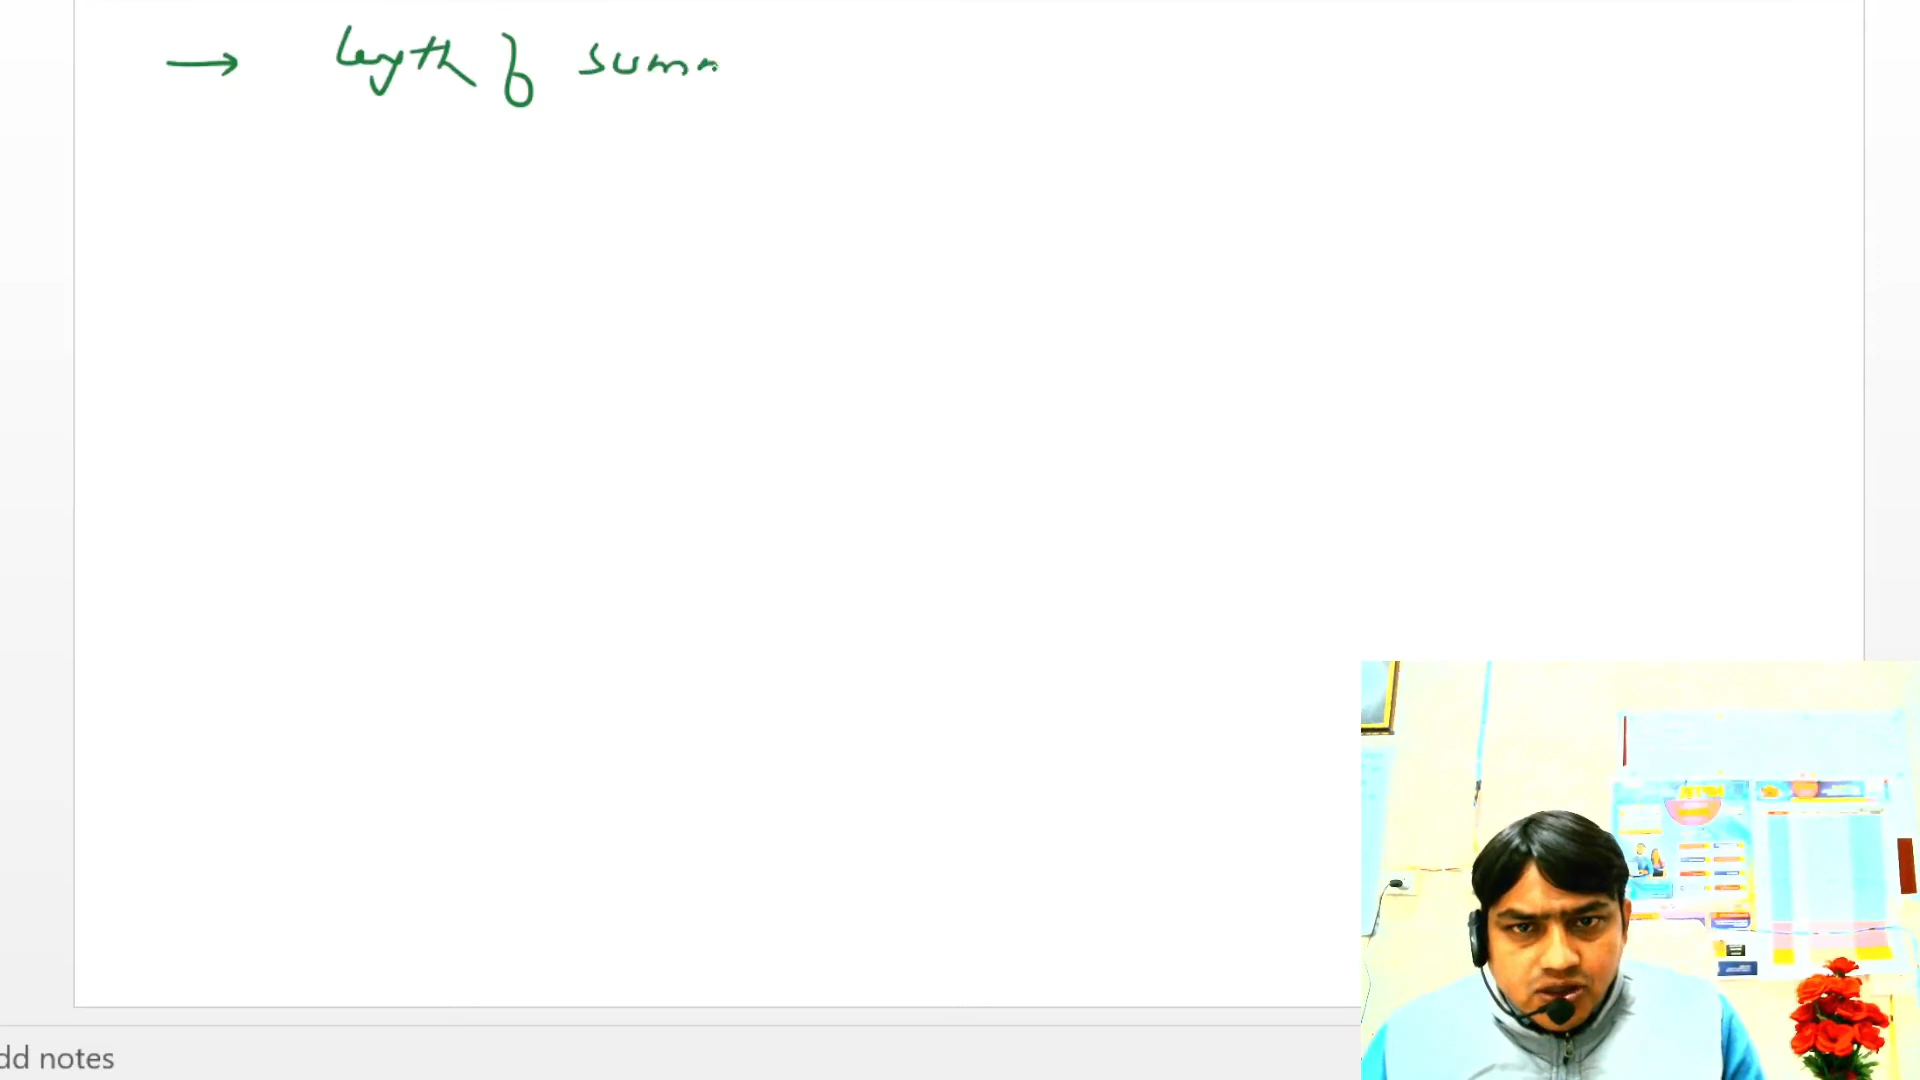 → length of summ
dd notes